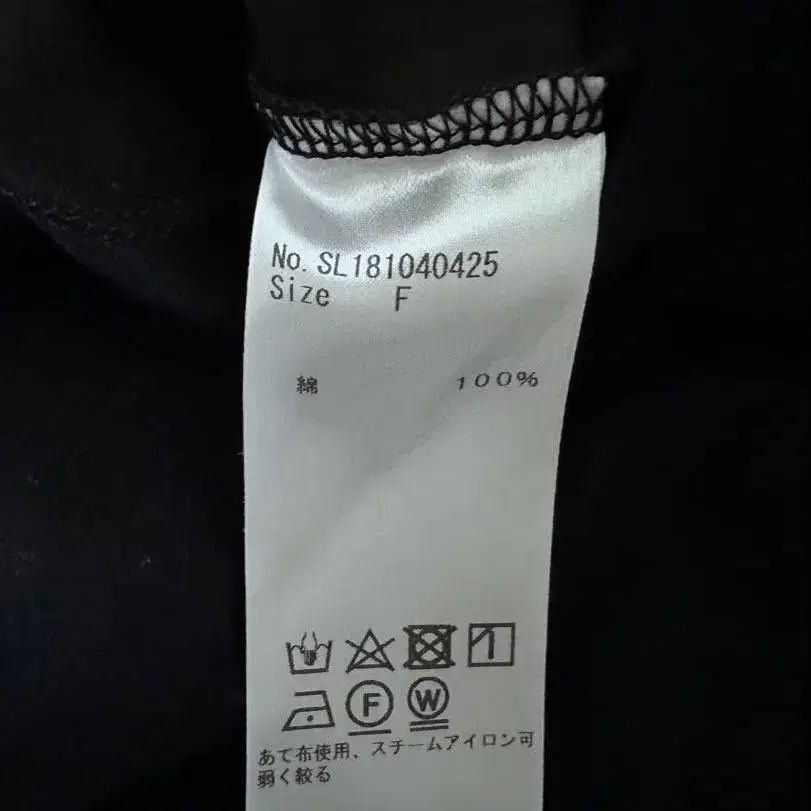 No. SL181040425
Size F
綿 100%
F W
あて布使用、スチームアイロン可
弱く絞る